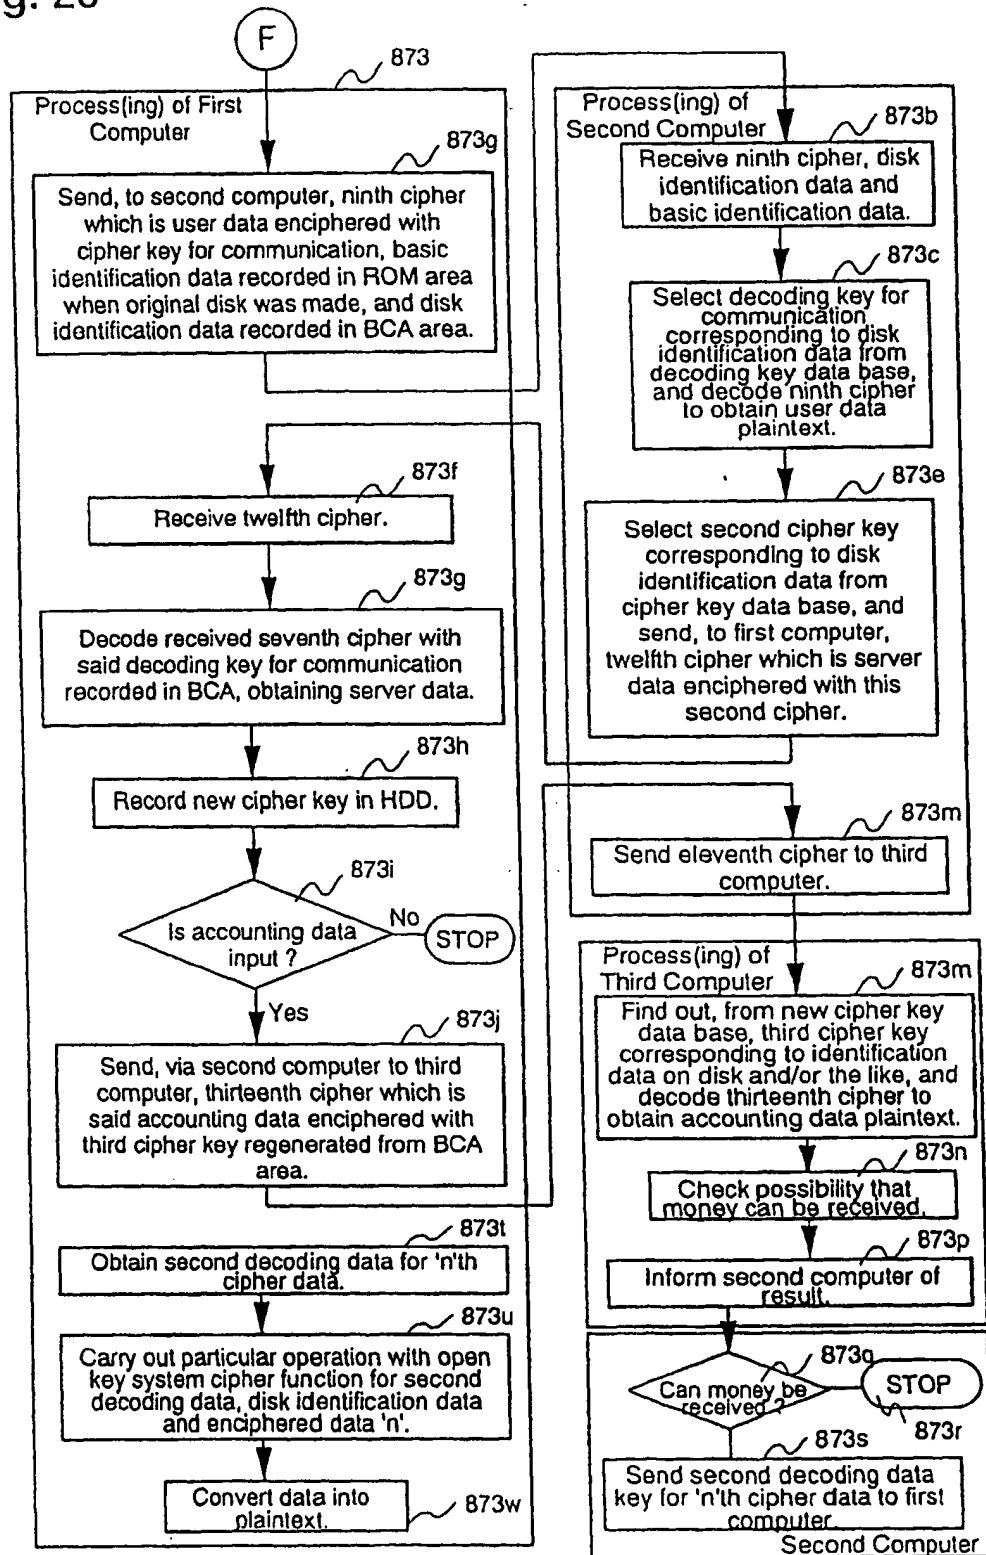 F
873
Process(ing) of First
Computer
873g
Send, to second computer, ninth cipher
which is user data enciphered with
cipher key for communication, basic
identification data recorded in ROM area
when original disk was made, and disk
identification data recorded in BCA area.
Process(ing) of
Second Computer
873b
Receive ninth cipher, disk
identification data and
basic identification data.
873c
Select decoding key for
communication
corresponding to disk
identification data from
decoding key data base,
and decode ninth cipher
to obtain user data
plaintext.
873e
Select second cipher key
corresponding to disk
identification data from
cipher key data base, and
send, to first computer,
twelfth cipher which is server
data enciphered with this
second cipher.
873f
Receive twelfth cipher.
873g
Decode received seventh cipher with
said decoding key for communication
recorded in BCA, obtaining server data.
873h
Record new cipher key in HDD.
873i
Is accounting data
input ?
No
STOP
Yes
873j
Send, via second computer to third
computer, thirteenth cipher which is
said accounting data enciphered with
third cipher key regenerated from BCA
area.
873m
Send eleventh cipher to third
computer.
Process(ing) of
Third Computer
873m
Find out, from new cipher key
data base, third cipher key
corresponding to identification
data on disk and/or the like, and
decode thirteenth cipher to
obtain accounting data plaintext.
873n
Check possibility that
money can be received.
873p
Inform second computer of
result.
873q
Can money be
received ?
STOP
873r
873s
Send second decoding data
key for 'n'th cipher data to first
computer.
Second Computer
873t
Obtain second decoding data for 'n'th
cipher data.
873u
Carry out particular operation with open
key system cipher function for second
decoding data, disk identification data
and enciphered data 'n'.
Convert data into
plaintext.
873w